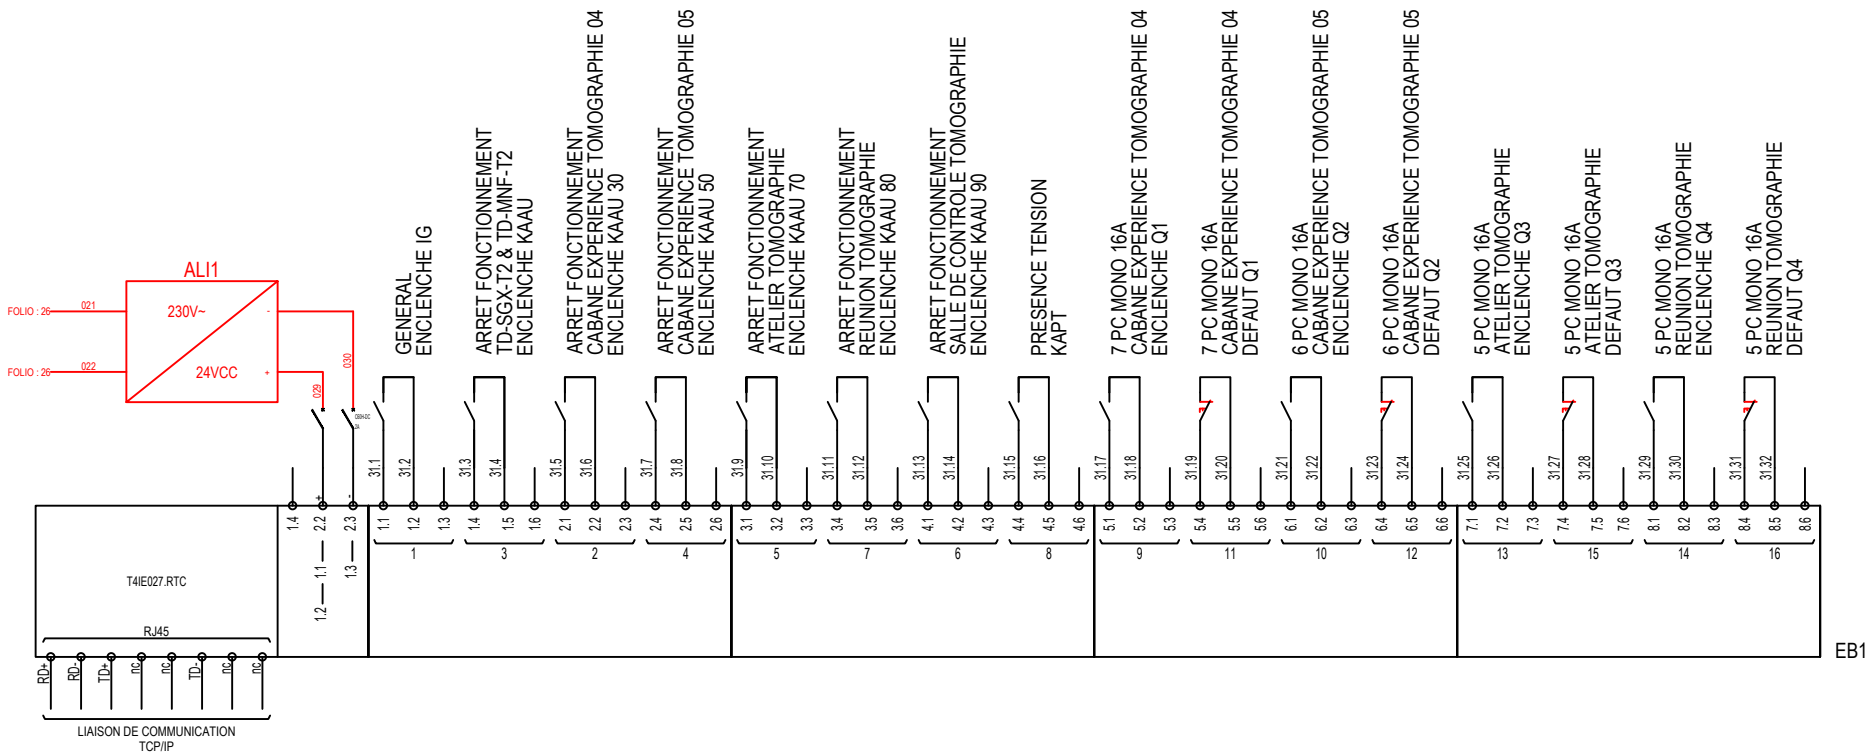 GENERAL
ENCLENCHE IG
ARRET FONCTIONNEMENT
TD-SGX-T2 & TD-MNF-T2
ENCLENCHE KAAU
ARRET FONCTIONNEMENT
CABANE EXPERIENCE TOMOGRAPHIE 04
ENCLENCHE KAAU 30
ARRET FONCTIONNEMENT
CABANE EXPERIENCE TOMOGRAPHIE 05
ENCLENCHE KAAU 50
ARRET FONCTIONNEMENT
ATELIER TOMOGRAPHIE
ENCLENCHE KAAU 70
ARRET FONCTIONNEMENT
REUNION TOMOGRAPHIE
ENCLENCHE KAAU 80
ARRET FONCTIONNEMENT
SALLE DE CONTROLE TOMOGRAPHIE
ENCLENCHE KAAU 90
PRESENCE TENSION
KAPT
7 PC MONO 16A
CABANE EXPERIENCE TOMOGRAPHIE 04
ENCLENCHE Q1
7 PC MONO 16A
CABANE EXPERIENCE TOMOGRAPHIE 04
DEFAUT Q1
6 PC MONO 16A
CABANE EXPERIENCE TOMOGRAPHIE 05
ENCLENCHE Q2
6 PC MONO 16A
CABANE EXPERIENCE TOMOGRAPHIE 05
DEFAUT Q2
5 PC MONO 16A
ATELIER TOMOGRAPHIE
ENCLENCHE Q3
5 PC MONO 16A
ATELIER TOMOGRAPHIE
DEFAUT Q3
5 PC MONO 16A
REUNION TOMOGRAPHIE
ENCLENCHE Q4
5 PC MONO 16A
REUNION TOMOGRAPHIE
DEFAUT Q4
ALI1
FOLIO : 26
021
230V~
-
FOLIO : 26
022
24VCC
+
029
030
2A
31.1
31.2
31.3
31.4
31.5
31.6
31.7
31.8
31.9
31.10
31.11
31.12
31.13
31.14
31.15
31.16
31.17
31.18
31.19
31.20
31.21
31.22
31.23
31.24
31.25
31.26
31.27
31.28
31.29
31.30
31.31
31.32
+
-
1.4
2.2
2.3
1.1
1.2
1.3
1.4
1.5
1.6
2.1
2.2
2.3
2.4
2.5
2.6
3.1
3.2
3.3
3.4
3.5
3.6
4.1
4.2
4.3
4.4
4.5
4.6
5.1
5.2
5.3
5.4
5.5
5.6
6.1
6.2
6.3
6.4
6.5
6.6
7.1
7.2
7.3
7.4
7.5
7.6
8.1
8.2
8.3
8.4
8.5
8.6
1
3
2
4
5
7
6
8
9
11
10
12
13
15
14
16
1.1
1.2
1.3
T4IE027.RTC
RJ45
EB1
RD+
RD-
TD+
nc
nc
TD-
nc
nc
LIAISON DE COMMUNICATION
TCP/IP